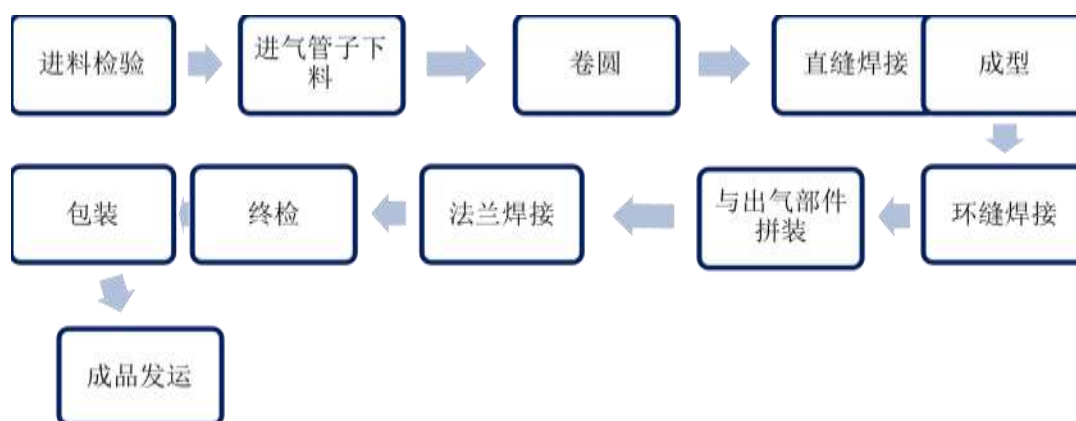 进料检验
进气管子下
料
卷圆
直缝焊接
成型
环缝焊接
与出气部件
拼装
法兰焊接
终检
包装
成品发运